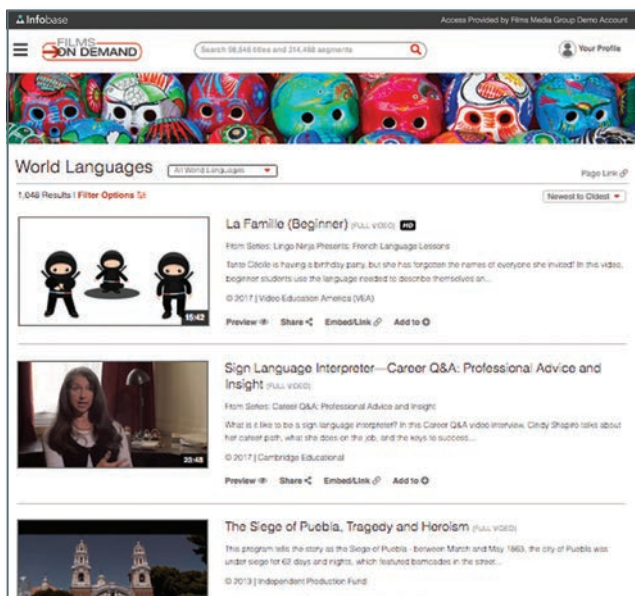 Infobase
Access Provided by Films Media Group Demo Account
FILMS
ON DEMAND
Search 98,548 titles and 314,488 segments
Your Profile
World Languages
All World Languages
Page Link
1,048 Results | Filter Options
Newest to Oldest
La Famille (Beginner) (FULL VIDEO) HD
From Series: Lingo Ninja Presents: French Language Lessons
Tante Cécile is having a birthday party, but she has forgotten the names of everyone she invited! In this video,
beginner students use the language needed to describe themselves an...
© 2017 | Video Education America (VEA)
15:42
Preview Share Embed/Link Add to
Sign Language Interpreter—Career Q&A: Professional Advice and
Insight (FULL VIDEO)
From Series: Career Q&A: Professional Advice and Insight
What is it like to be a sign language interpreter? In this Career Q&A video interview, Cindy Shapiro talks about
her career path, what she does on the job, and the keys to success...
© 2017 | Cambridge Educational
23:48
Preview Share Embed/Link Add to
The Siege of Puebla, Tragedy and Heroism (FULL VIDEO)
This program tells the story as the Siege of Puebla - between March and May 1863, the city of Puebla was
under siege for 62 days and nights, which featured barricades in the street...
© 2013 | Independent Production Fund